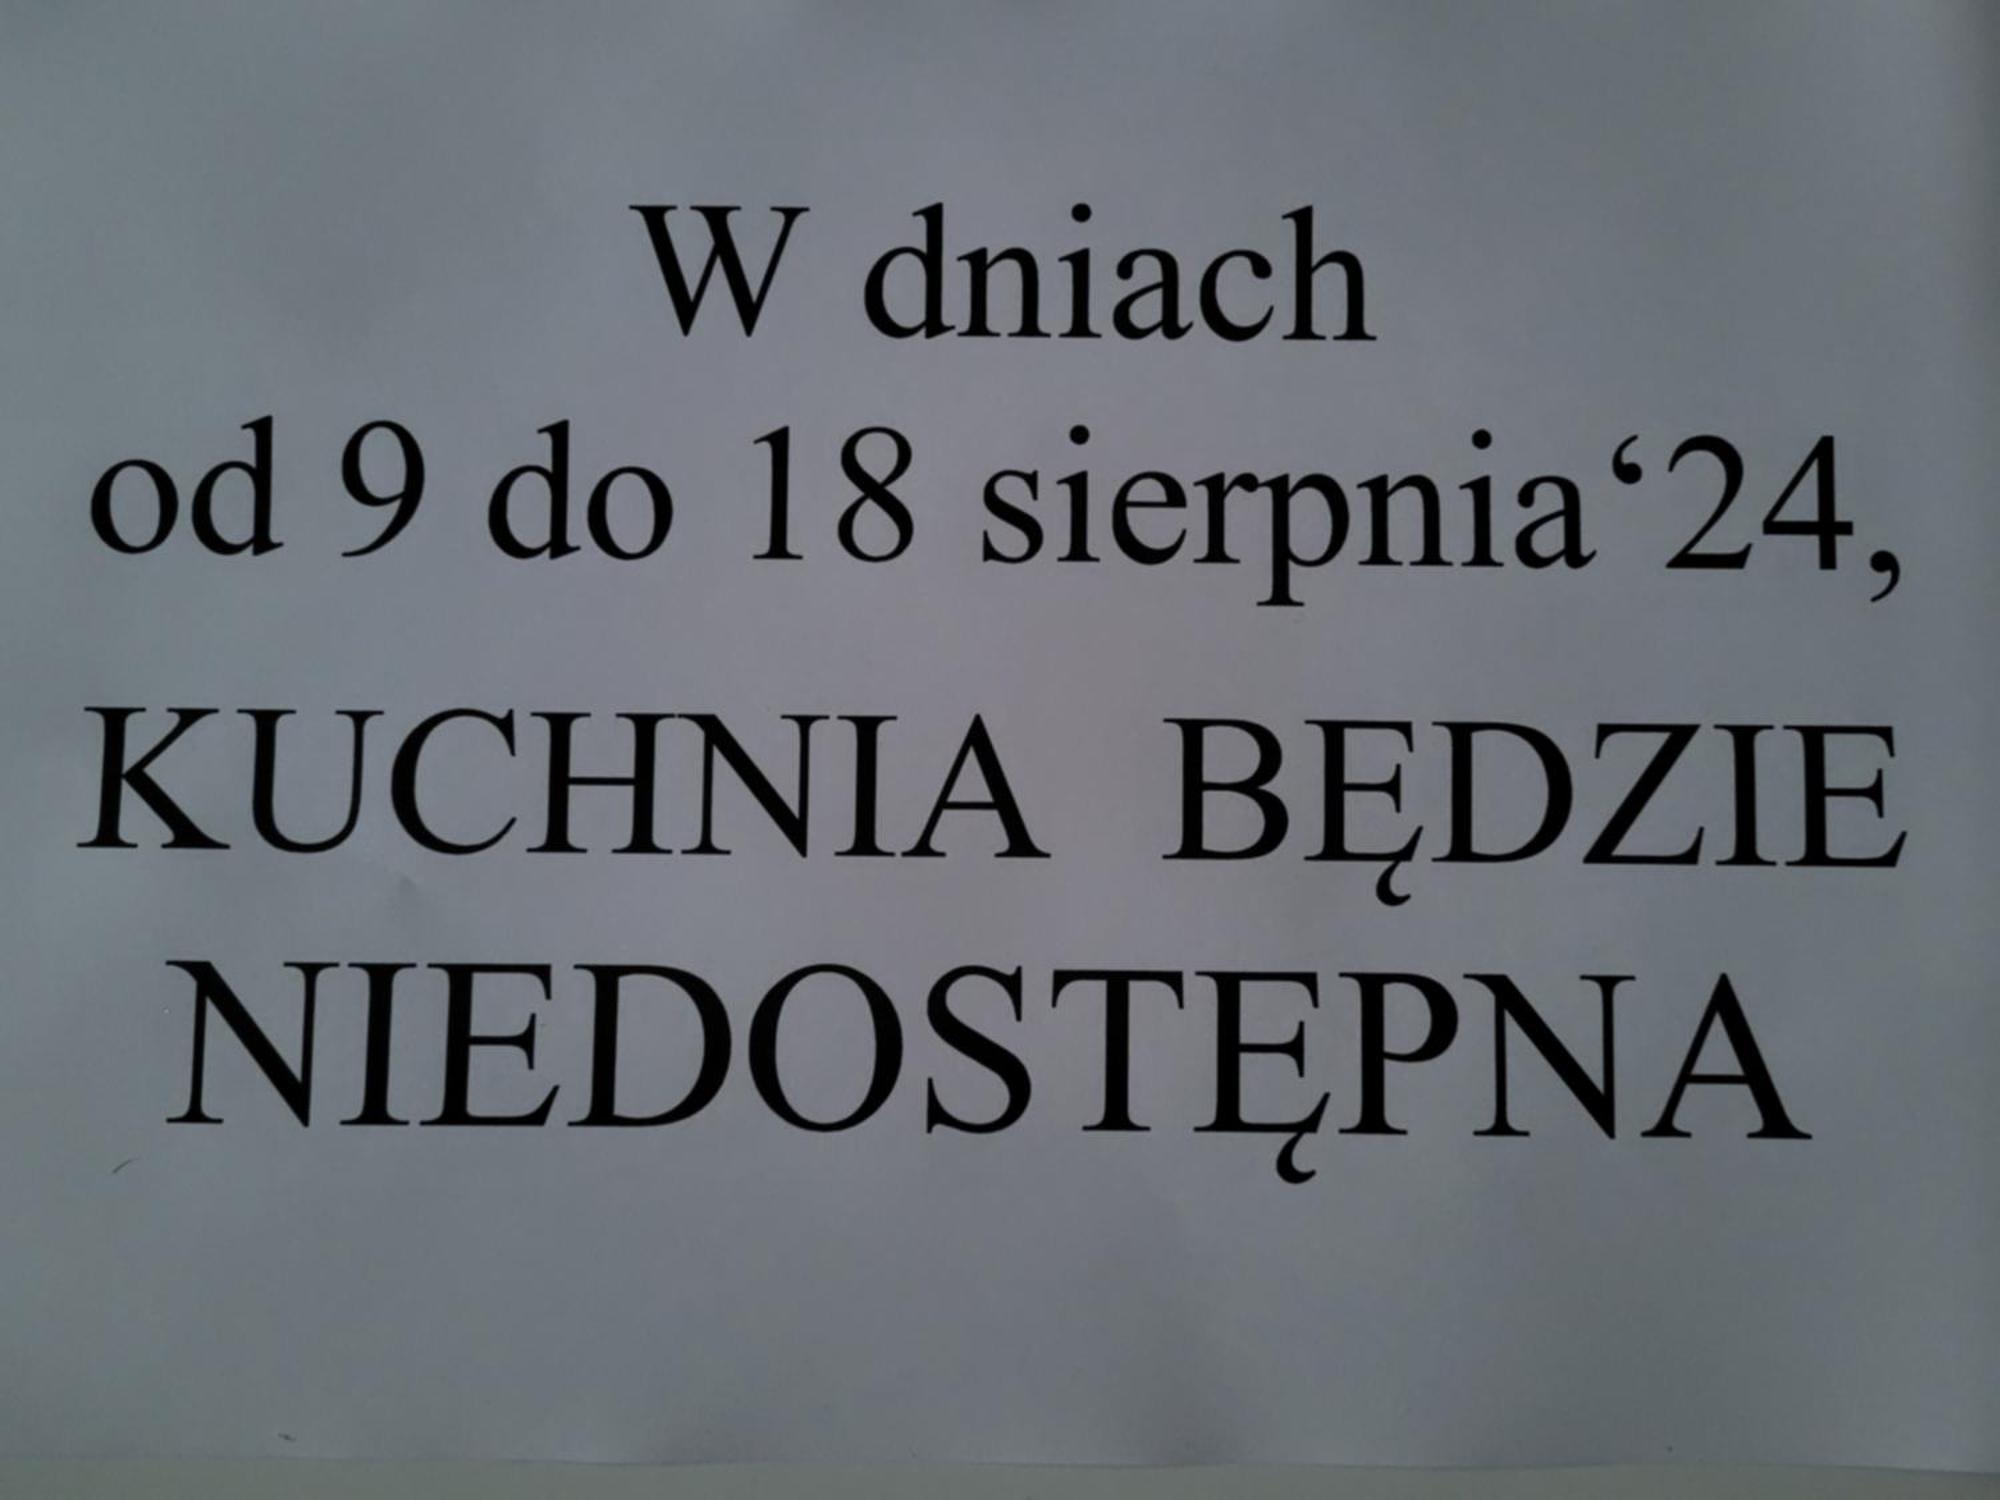 W dniach
od 9 do 18 sierpnia‘24,
KUCHNIA BĘDZIE
NIEDOSTĘPNA